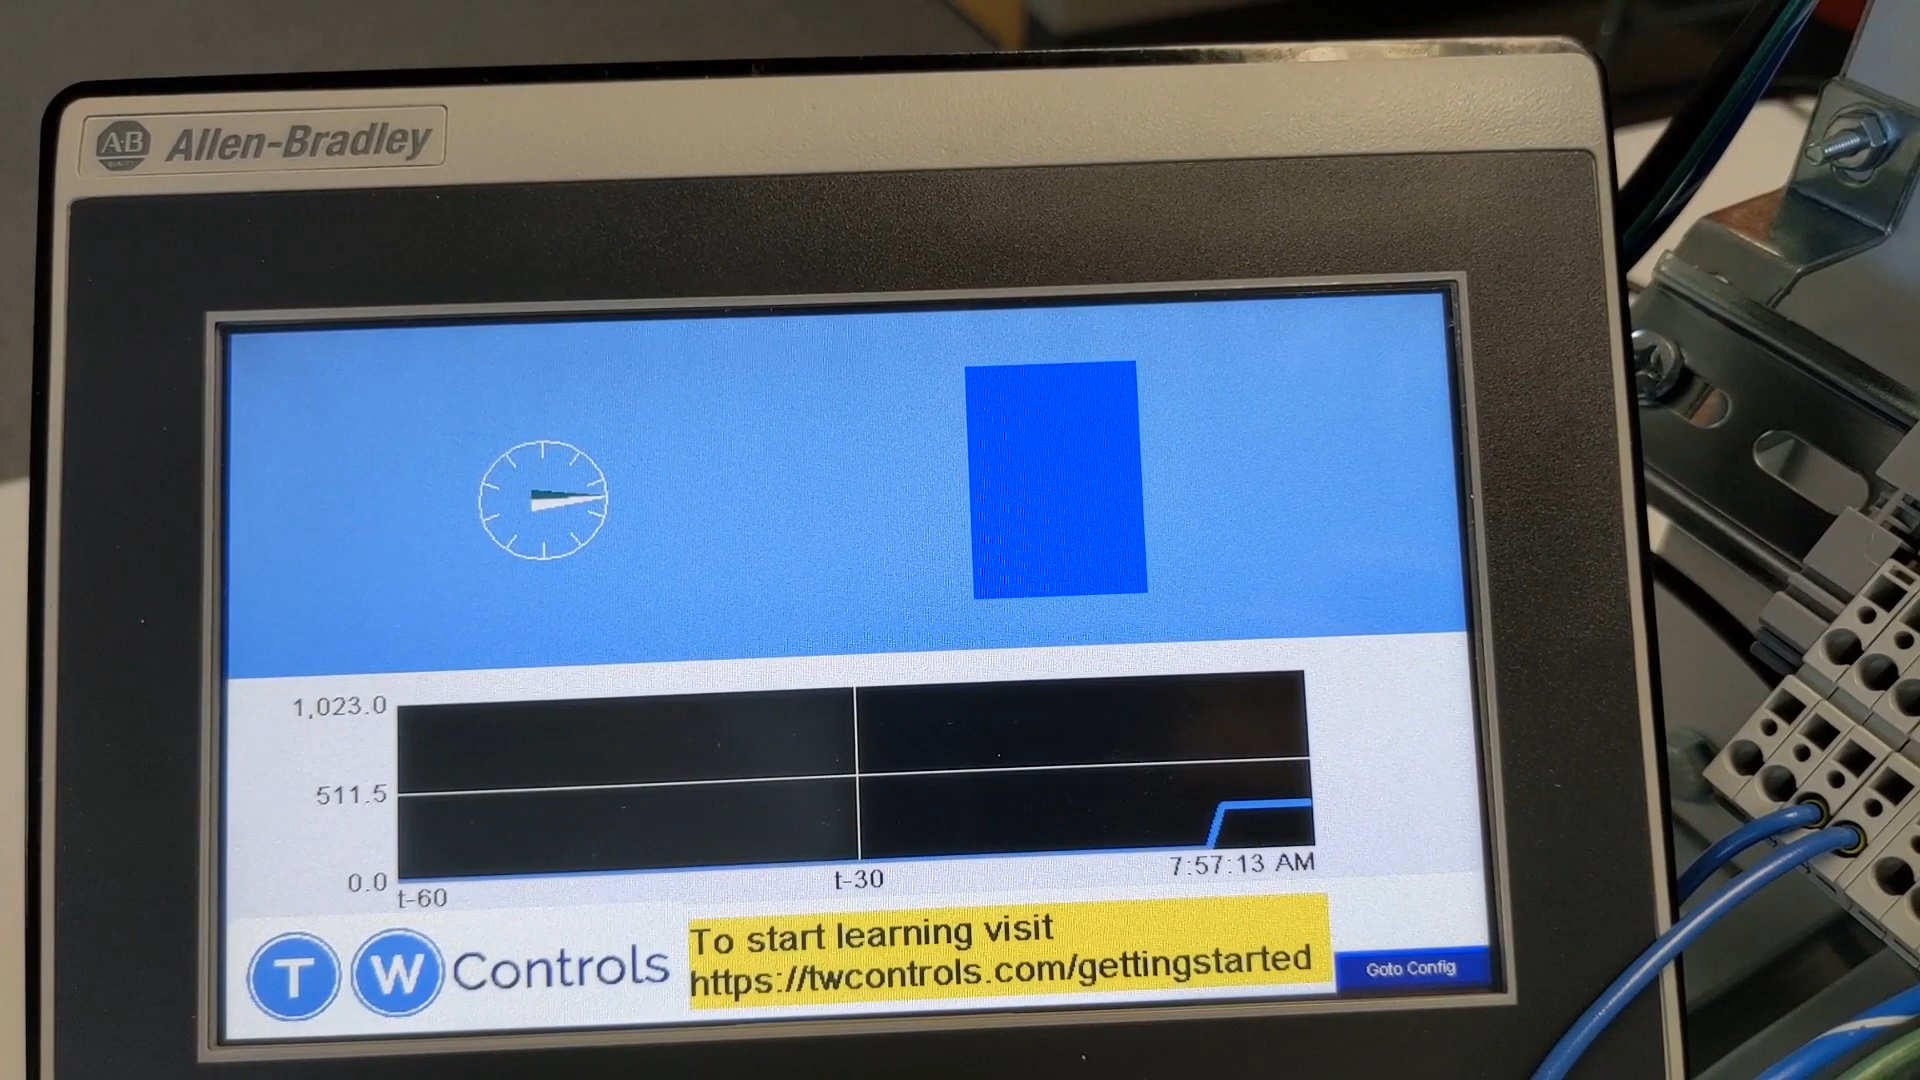 A·B
QUALITY
Allen-Bradley
1,023.0
511.5
0.0
t-60
t-30
7:57:13 AM
T W Controls
To start learning visit
https://twcontrols.com/gettingstarted
Goto Config